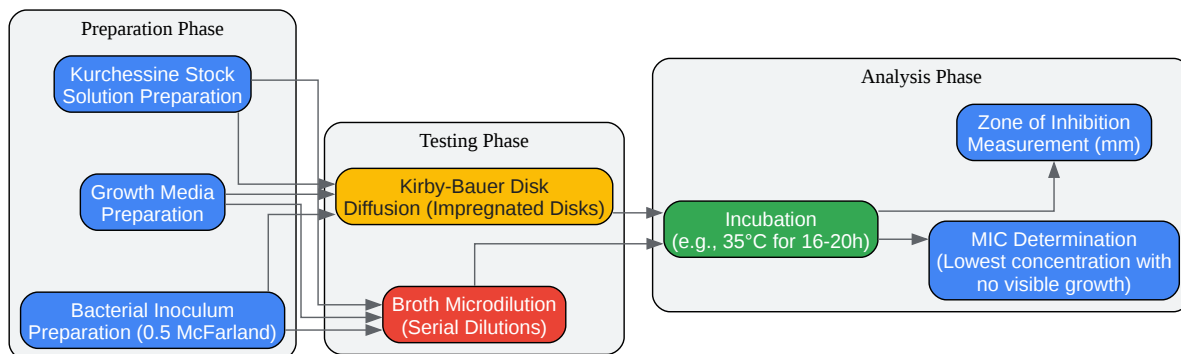 Preparation Phase
Kurchessine Stock
Solution Preparation
Growth Media
Preparation
Bacterial Inoculum
Preparation (0.5 McFarland)
Testing Phase
Kirby-Bauer Disk
Diffusion (Impregnated Disks)
Broth Microdilution
(Serial Dilutions)
Analysis Phase
Incubation
(e.g., 35°C for 16-20h)
Zone of Inhibition
Measurement (mm)
MIC Determination
(Lowest concentration with
no visible growth)